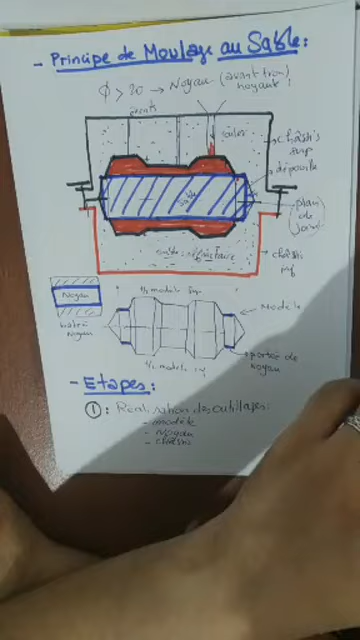 - Principe de Moulage au Sable:
φ > 30 → Noyau (avant trou)
noyauté
évents
coulée
châssis
sup
dépouille
sable
plan
de
joint
sable réfractaire
châssis
inf
Noyau
1/2 modèle Sup
Modèle
boîte à
Noyau
1/2 modèle inf
portée de
Noyau
- Etapes:
①: Réalisation des outillages:
- modèle
- Noyau
- châssis